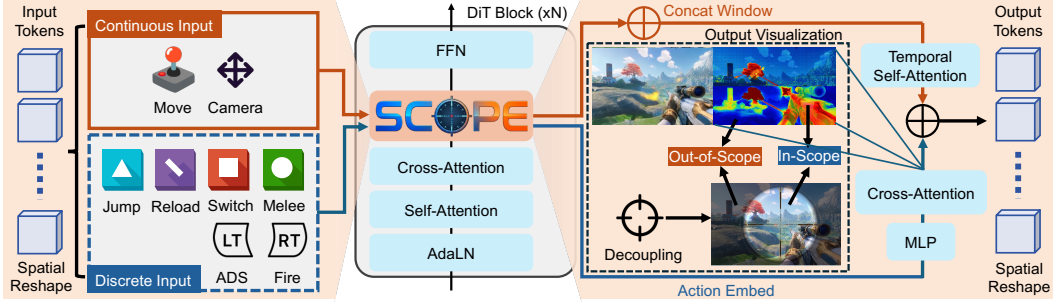 Input
Tokens
Spatial
Reshape
Continuous Input
Move
Camera
Jump
Reload
Switch
Melee
LT
RT
ADS
Fire
Discrete Input
DiT Block (xN)
FFN
SCOPE
Cross-Attention
Self-Attention
AdaLN
Concat Window
Output Visualization
Out-of-Scope
In-Scope
Decoupling
Action Embed
Temporal
Self-Attention
Cross-Attention
MLP
Output
Tokens
Spatial
Reshape